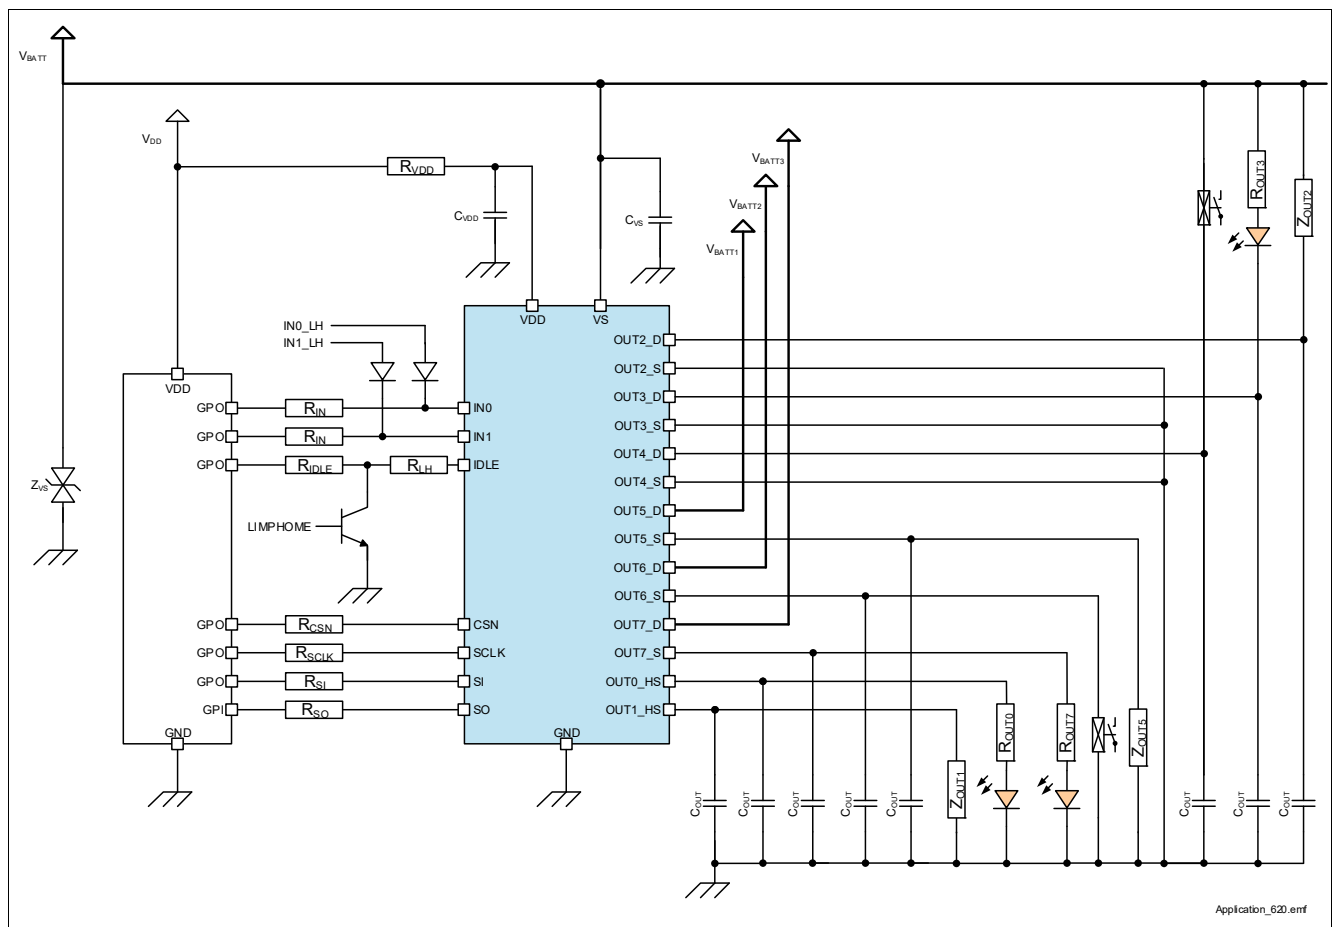 VBATT
VDD
RVDD
CVDD
CVS
VBATT3
VBATT2
VBATT1
ROUT3
ZOUT2
VDD
VS
IN0_LH
IN1_LH
VDD
GPO
RIN
IN0
GPO
RIN
IN1
GPO
RIDLE
RLH
IDLE
ZVS
LIMPHOME
GPO
RCSN
CSN
GPO
RSCLK
SCLK
GPO
RSI
SI
GPI
RSO
SO
GND
GND
OUT2_D
OUT2_S
OUT3_D
OUT3_S
OUT4_D
OUT4_S
OUT5_D
OUT5_S
OUT6_D
OUT6_S
OUT7_D
OUT7_S
OUT0_HS
OUT1_HS
COUT
COUT
COUT
COUT
COUT
ZOUT1
ROUT0
ROUT7
ZOUT5
COUT
COUT
COUT
Application_620.emf